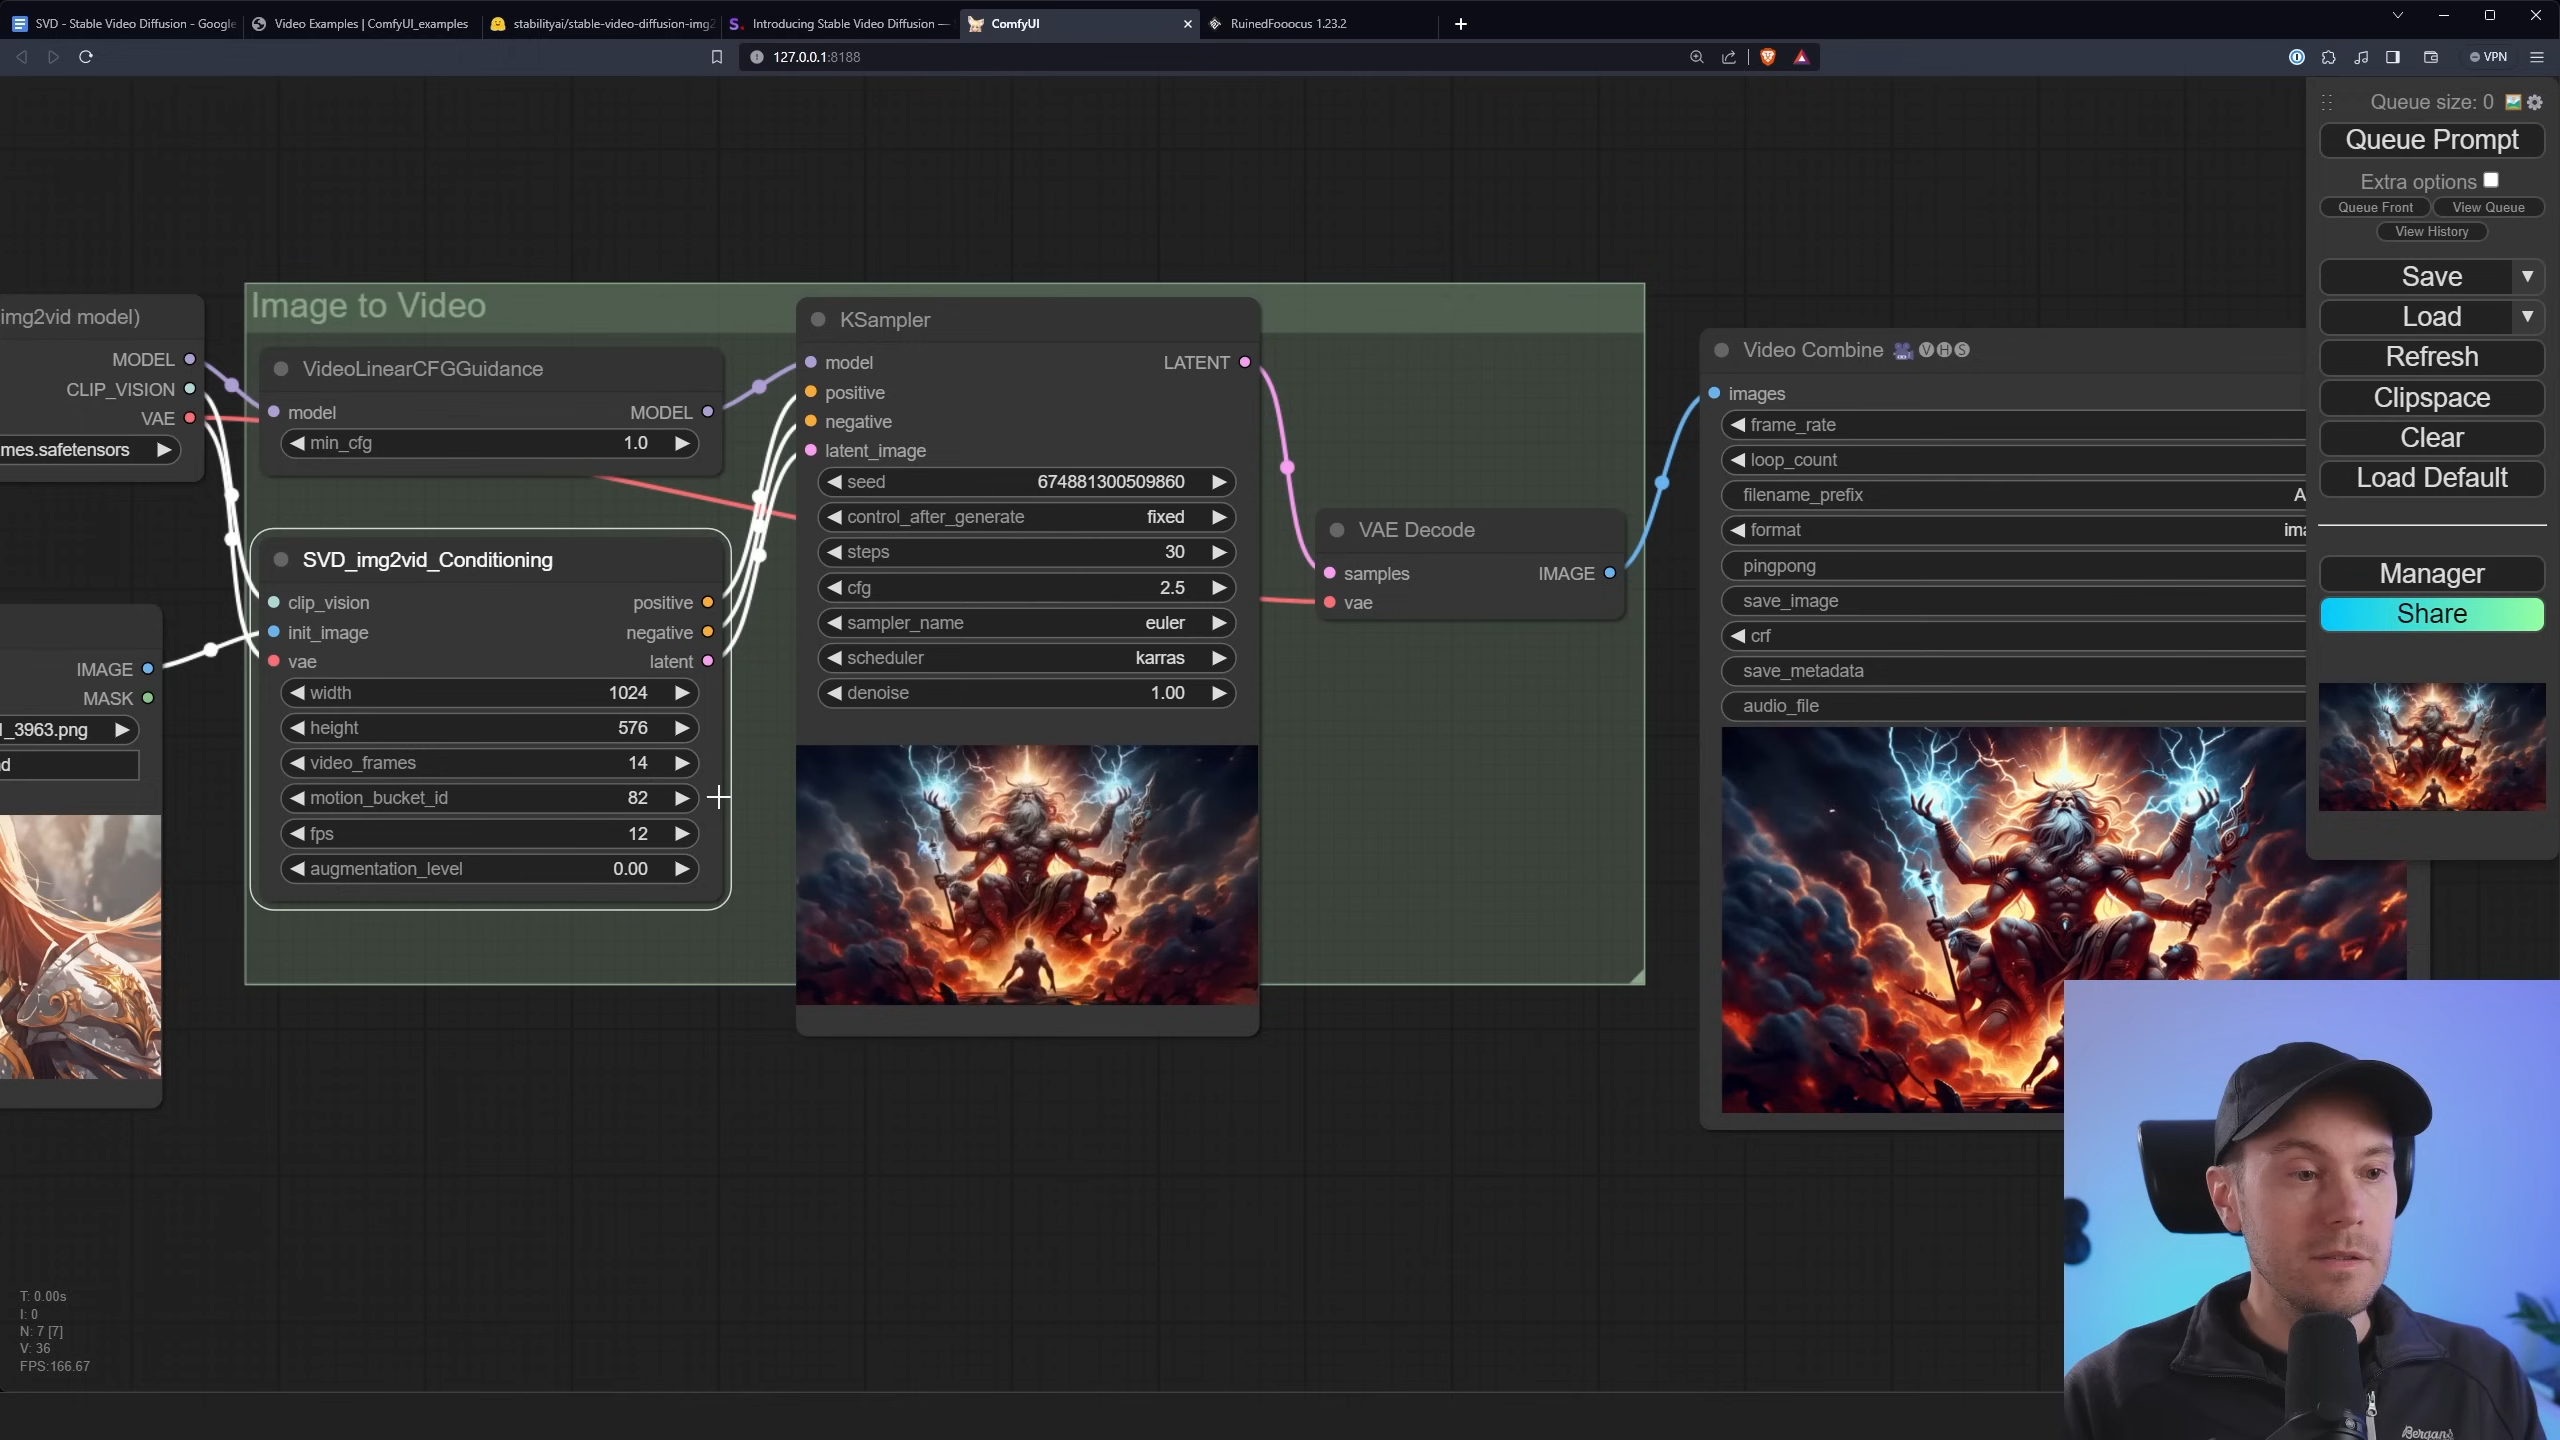 SVD - Stable Video Diffusion - Google
Video Examples | ComfyUI_examples
stabilityai/stable-video-diffusion-img2
Introducing Stable Video Diffusion —
ComfyUI
RuinedFooocus 1.23.2
127.0.0.1:8188
VPN
Queue size: 0
Queue Prompt
Extra options
Queue Front
View Queue
View History
Save
Load
Refresh
Clipspace
Clear
Load Default
Manager
Share
img2vid model)
MODEL
CLIP_VISION
VAE
mes.safetensors
IMAGE
MASK
l_3963.png
d
Image to Video
VideoLinearCFGGuidance
model MODEL
min_cfg 1.0
SVD_img2vid_Conditioning
clip_vision positive
init_image negative
vae latent
width 1024
height 576
video_frames 14
motion_bucket_id 82
fps 12
augmentation_level 0.00
KSampler
model LATENT
positive
negative
latent_image
seed 674881300509860
control_after_generate fixed
steps 30
cfg 2.5
sampler_name euler
scheduler karras
denoise 1.00
VAE Decode
samples IMAGE
vae
Video Combine VHS
images
frame_rate
loop_count
filename_prefix A
format ima
pingpong
save_image
crf
save_metadata
audio_file
T: 0.00s
I: 0
N: 7 [7]
V: 36
FPS:166.67
Bergans